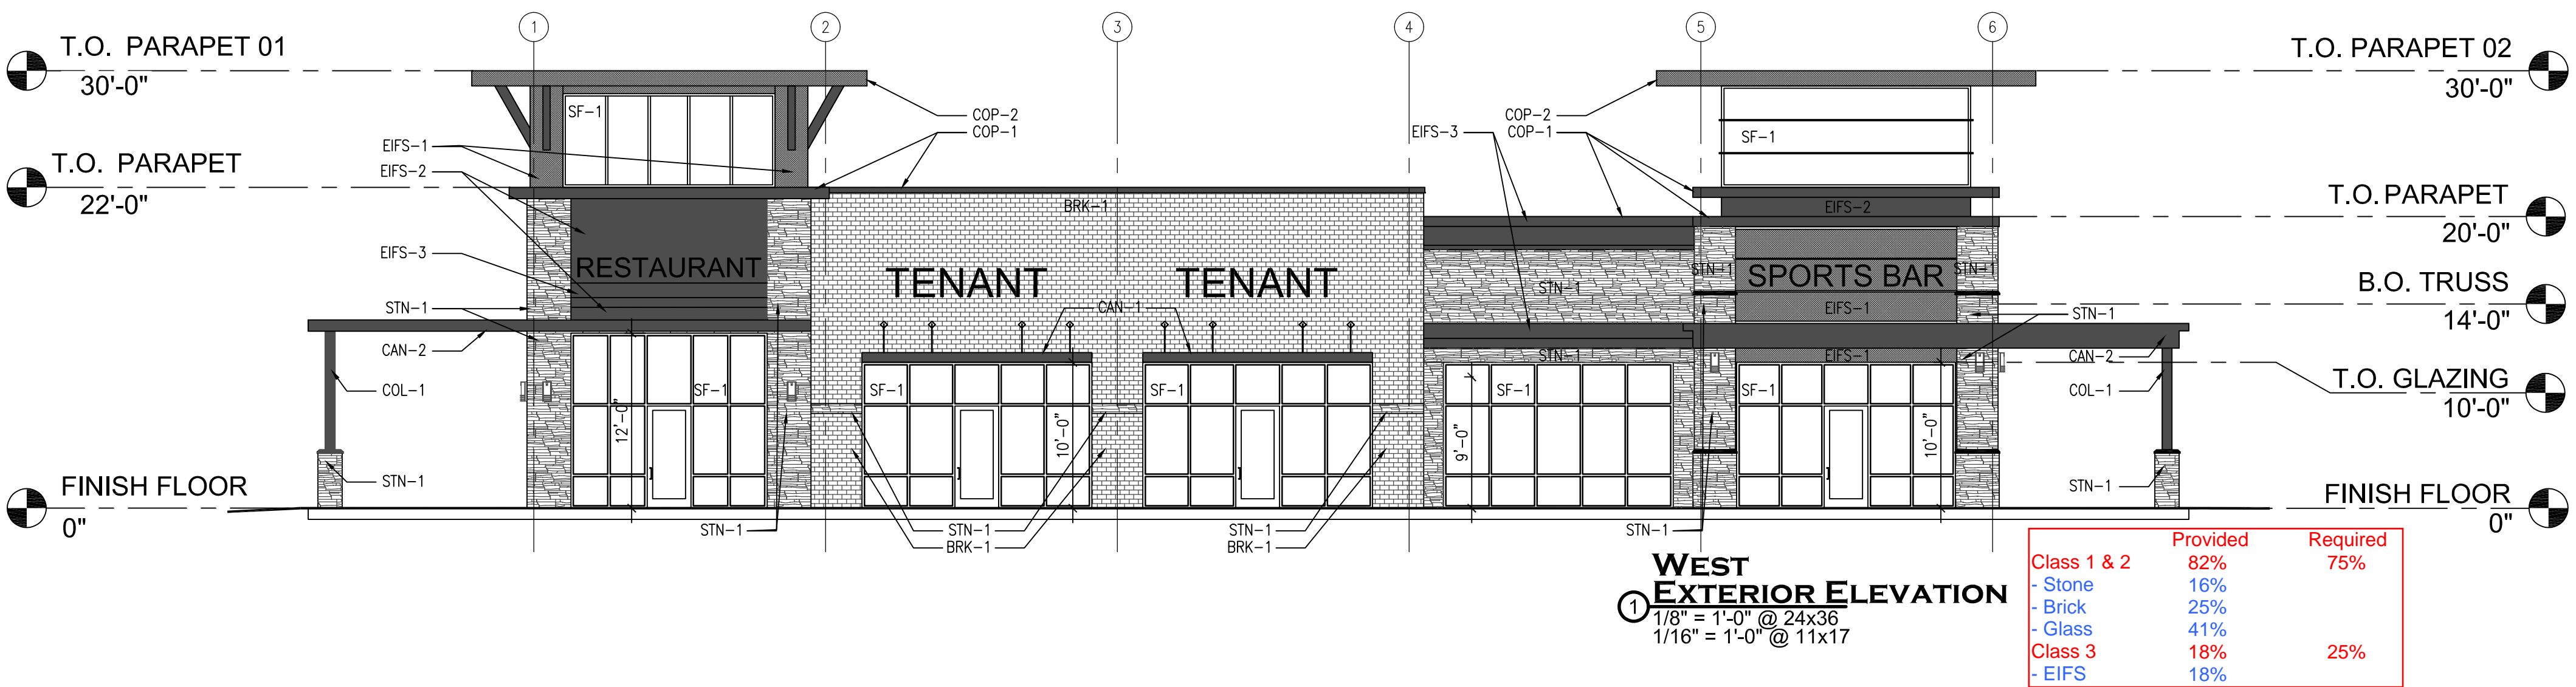 1 2 3 4 5 6
T.O. PARAPET 01
30'-0"
T.O. PARAPET 02
30'-0"
SF-1
COP-2
COP-1
COP-2
COP-1
EIFS-3
SF-1
EIFS-1
EIFS-2
T.O. PARAPET
22'-0"
BRK-1
EIFS-2
T.O. PARAPET
20'-0"
EIFS-3
RESTAURANT
TENANT
TENANT
STN-1
STN-1
SPORTS BAR
STN-1
B.O. TRUSS
14'-0"
STN-1
CAN-1
EIFS-1
STN-1
CAN-2
STN-1
EIFS-1
CAN-2
COL-1
SF-1
SF-1
SF-1
SF-1
SF-1
COL-1
T.O. GLAZING
10'-0"
12'-0"
10'-0"
9'-0"
10'-0"
STN-1
STN-1
FINISH FLOOR
0"
FINISH FLOOR
0"
STN-1
STN-1
BRK-1
STN-1
BRK-1
STN-1
1
WEST
EXTERIOR ELEVATION
1/8" = 1'-0" @ 24x36
1/16" = 1'-0" @ 11x17
Provided Required
Class 1 & 2 82% 75%
- Stone 16%
- Brick 25%
- Glass 41%
Class 3 18% 25%
- EIFS 18%